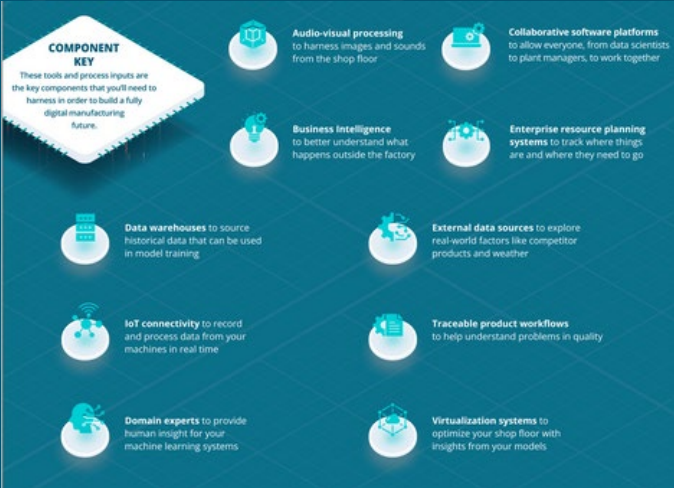 COMPONENT
KEY
These tools and process inputs are
the key components that you'll need to
harness in order to build a fully
digital manufacturing
future.
Audio-visual processing
to harness images and sounds
from the shop floor
Collaborative software platforms
to allow everyone, from data scientists
to plant managers, to work together
Business Intelligence
to better understand what
happens outside the factory
Enterprise resource planning
systems to track where things
are and where they need to go
Data warehouses to source
historical data that can be used
in model training
External data sources to explore
real-world factors like competitor
products and weather
IoT connectivity to record
and process data from your
machines in real time
Traceable product workflows
to help understand problems in quality
Domain experts to provide
human insight for your
machine learning systems
Virtualization systems to
optimize your shop floor with
insights from your models